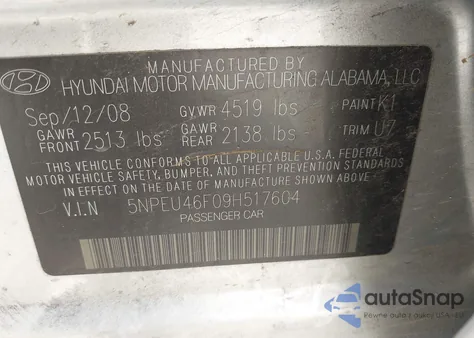 MANUFACTURED BY
HYUNDAI MOTOR MANUFACTURING ALABAMA, LLC
Sep/12/08 GVWR 4519 lbs PAINT K1
GAWR FRONT 2513 lbs GAWR REAR 2138 lbs TRIM U7
THIS VEHICLE CONFORMS TO ALL APPLICABLE U.S.A. FEDERAL
MOTOR VEHICLE SAFETY, BUMPER, AND THEFT PREVENTION STANDARDS
IN EFFECT ON THE DATE OF MANUFACTURE SHOWN ABOVE.
V.I.N 5NPEU46F09H517604
PASSENGER CAR
autoSnap